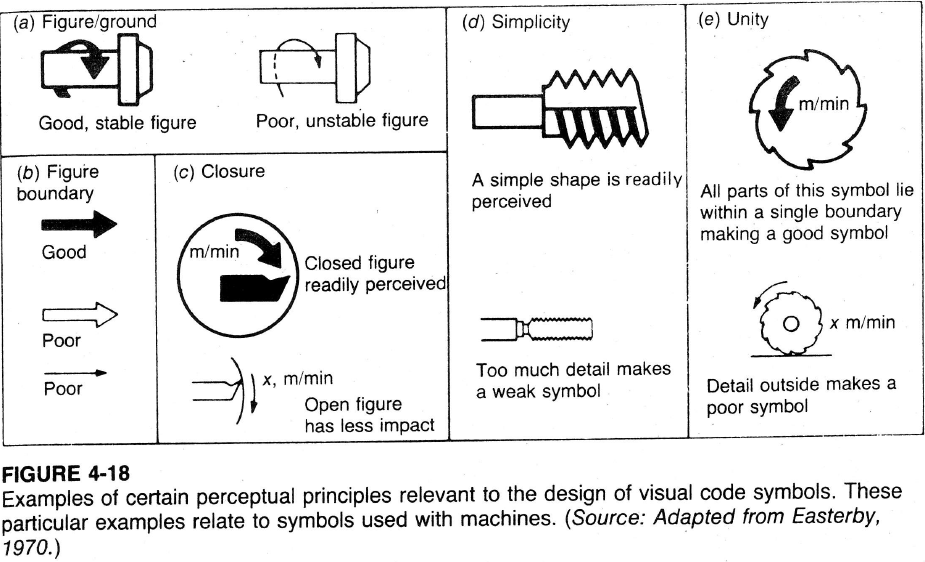 (a) Figure/ground
Good, stable figure
Poor, unstable figure
(b) Figure
boundary
Good
Poor
Poor
(c) Closure
m/min
Closed figure
readily perceived
x, m/min
Open figure
has less impact
(d) Simplicity
A simple shape is readily
perceived
Too much detail makes
a weak symbol
(e) Unity
m/min
All parts of this symbol lie
within a single boundary
making a good symbol
x m/min
Detail outside makes a
poor symbol
FIGURE 4-18
Examples of certain perceptual principles relevant to the design of visual code symbols. These
particular examples relate to symbols used with machines. (Source: Adapted from Easterby,
1970.)